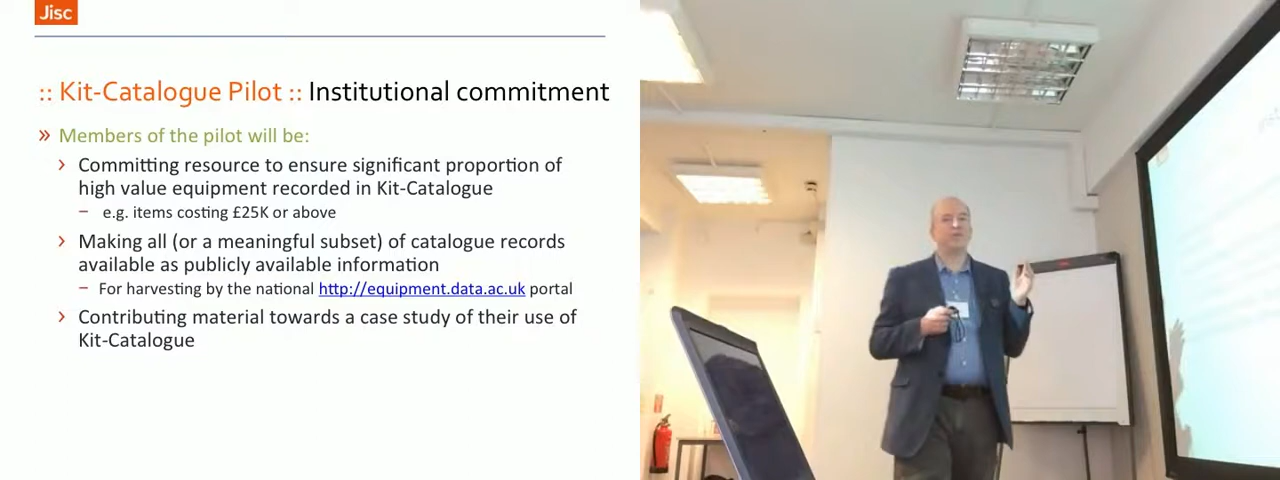 Jisc
:: Kit-Catalogue Pilot :: Institutional commitment
» Members of the pilot will be:
› Committing resource to ensure significant proportion of
high value equipment recorded in Kit-Catalogue
– e.g. items costing £25K or above
› Making all (or a meaningful subset) of catalogue records
available as publicly available information
– For harvesting by the national http://equipment.data.ac.uk portal
› Contributing material towards a case study of their use of
Kit-Catalogue